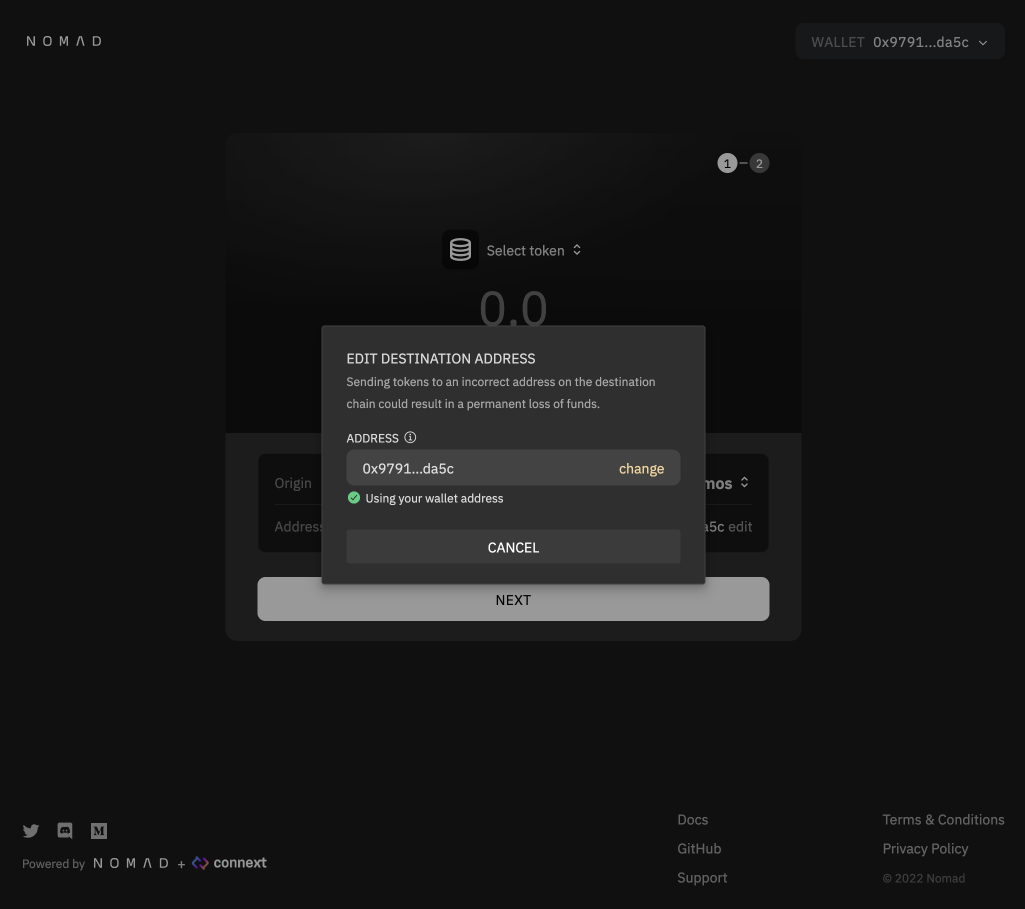 NOMAD
WALLET 0x9791...da5c
1 – 2
Select token
0.0
EDIT DESTINATION ADDRESS
Sending tokens to an incorrect address on the destination
chain could result in a permanent loss of funds.
ADDRESS
0x9791...da5c change
Using your wallet address
CANCEL
Origin mos
Address a5c edit
NEXT
Docs
Terms & Conditions
GitHub
Privacy Policy
Support
© 2022 Nomad
M
Powered by NOMAD + connext